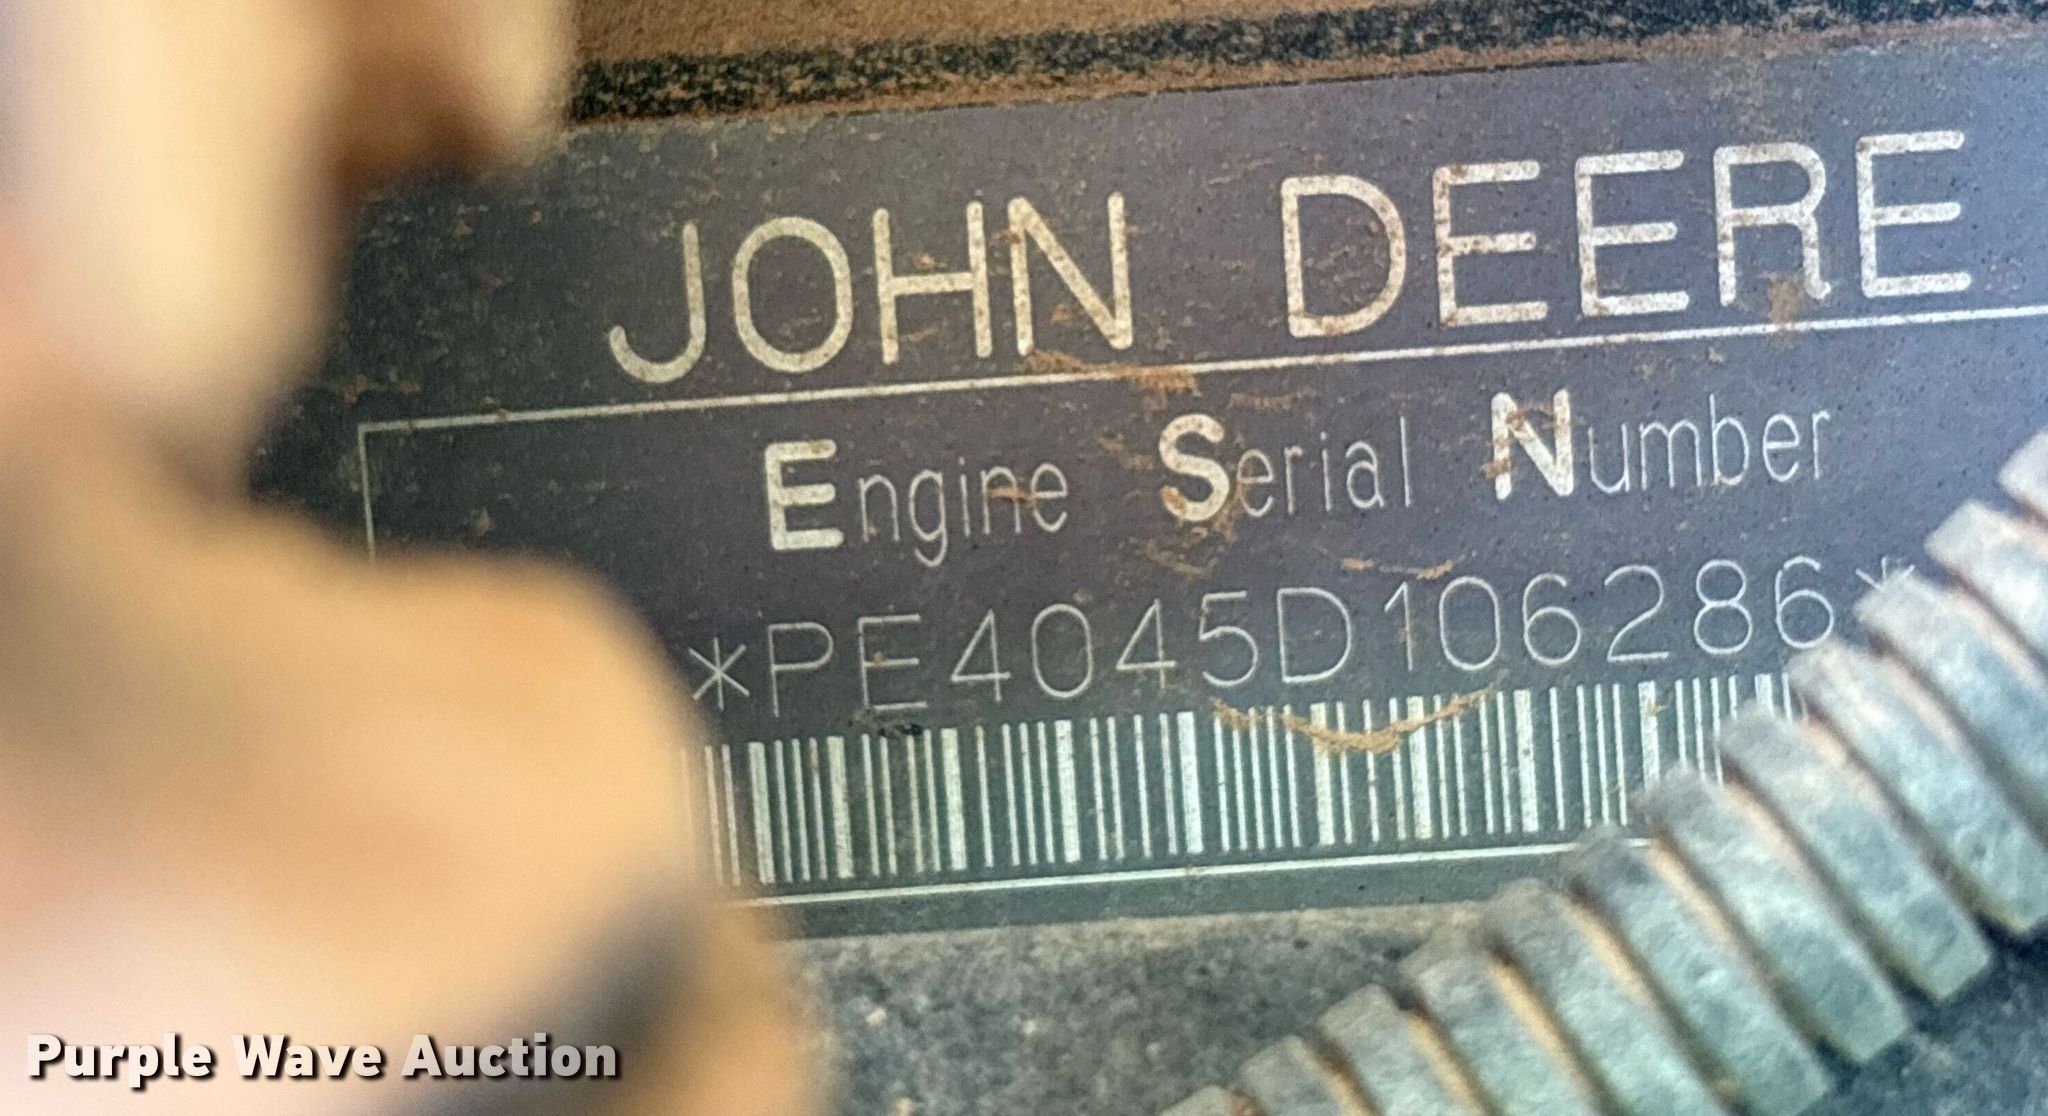 JOHN DEERE
Engine Serial Number
*PE4045D106286*
Purple Wave Auction